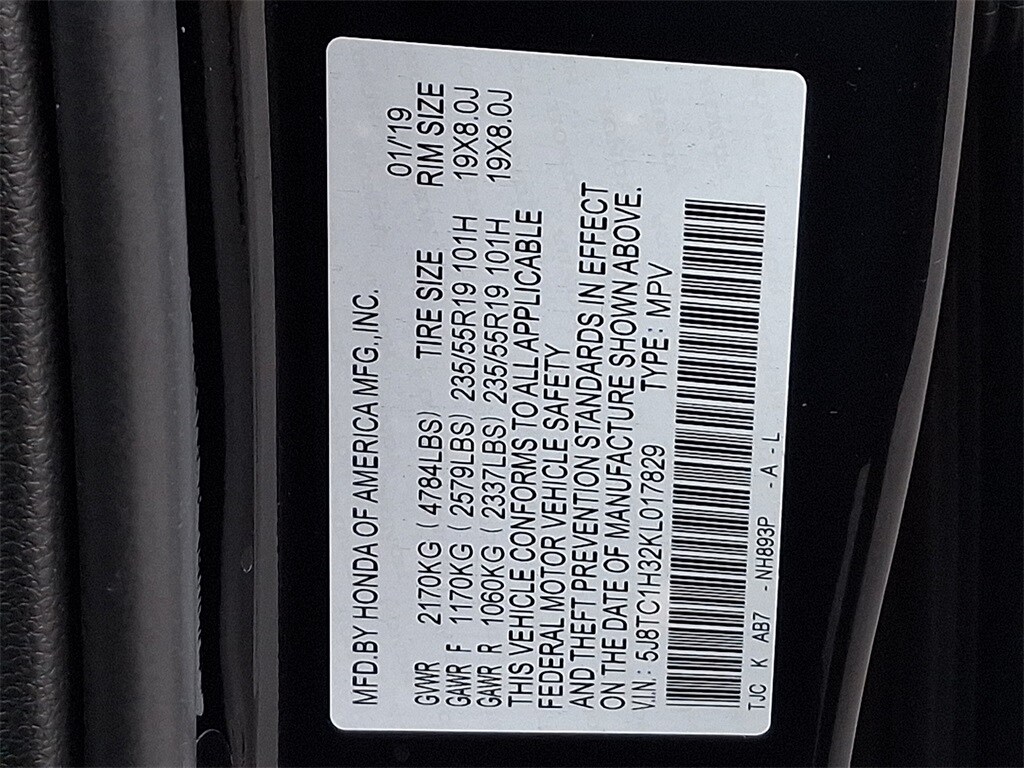 MFD.BY HONDA OF AMERICA MFG.,INC.
01/'19
GVWR 2170KG ( 4784LBS) TIRE SIZE RIM SIZE
GAWR F 1170KG ( 2579LBS) 235/55R19 101H 19X8.0J
GAWR R 1060KG ( 2337LBS) 235/55R19 101H 19X8.0J
THIS VEHICLE CONFORMS TO ALL APPLICABLE
FEDERAL MOTOR VEHICLE SAFETY
AND THEFT PREVENTION STANDARDS IN EFFECT
ON THE DATE OF MANUFACTURE SHOWN ABOVE.
V.I.N.: 5J8TC1H32KL017829 TYPE : MPV
TJC K AB7 - NH893P - A - L